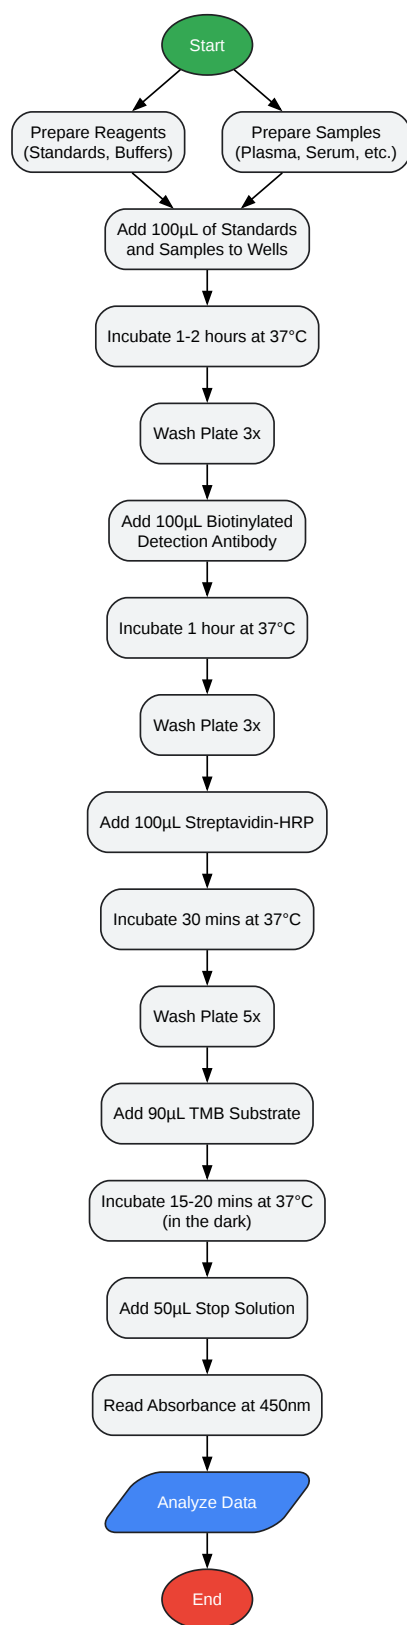 Start
Prepare Reagents
(Standards, Buffers)
Prepare Samples
(Plasma, Serum, etc.)
Add 100µL of Standards
and Samples to Wells
Incubate 1-2 hours at 37°C
Wash Plate 3x
Add 100µL Biotinylated
Detection Antibody
Incubate 1 hour at 37°C
Wash Plate 3x
Add 100µL Streptavidin-HRP
Incubate 30 mins at 37°C
Wash Plate 5x
Add 90µL TMB Substrate
Incubate 15-20 mins at 37°C
(in the dark)
Add 50µL Stop Solution
Read Absorbance at 450nm
Analyze Data
End